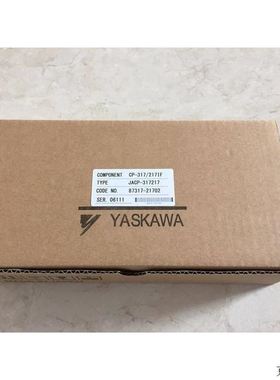 COMPONENT CP-317/217IF
TYPE JACP-317217
CODE NO. 87317-21702
SER. 06111
YASKAWA